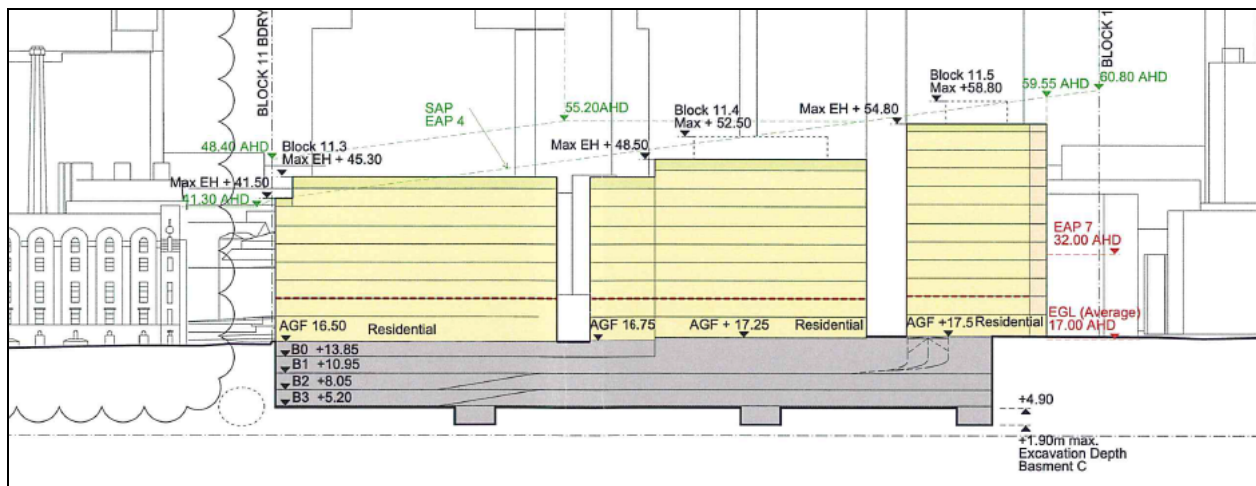 BLOCK 11 BDRY
BLOCK 1
SAP
EAP 4
55.20AHD
48.40 AHD
Block 11.3
Max EH + 45.30
Max EH + 41.50
41.30 AHD
Max EH + 48.50
Block 11.4
Max + 52.50
Max EH + 54.80
Block 11.5
Max +58.80
59.55 AHD
60.80 AHD
EAP 7
32.00 AHD
EGL (Average)
17.00 AHD
AGF 16.50 Residential
AGF 16.75 AGF + 17.25 Residential
AGF +17.5 Residential
B0 +13.85
B1 +10.95
B2 +8.05
B3 +5.20
+4.90
+1.90m max.
Excavation Depth
Basment C